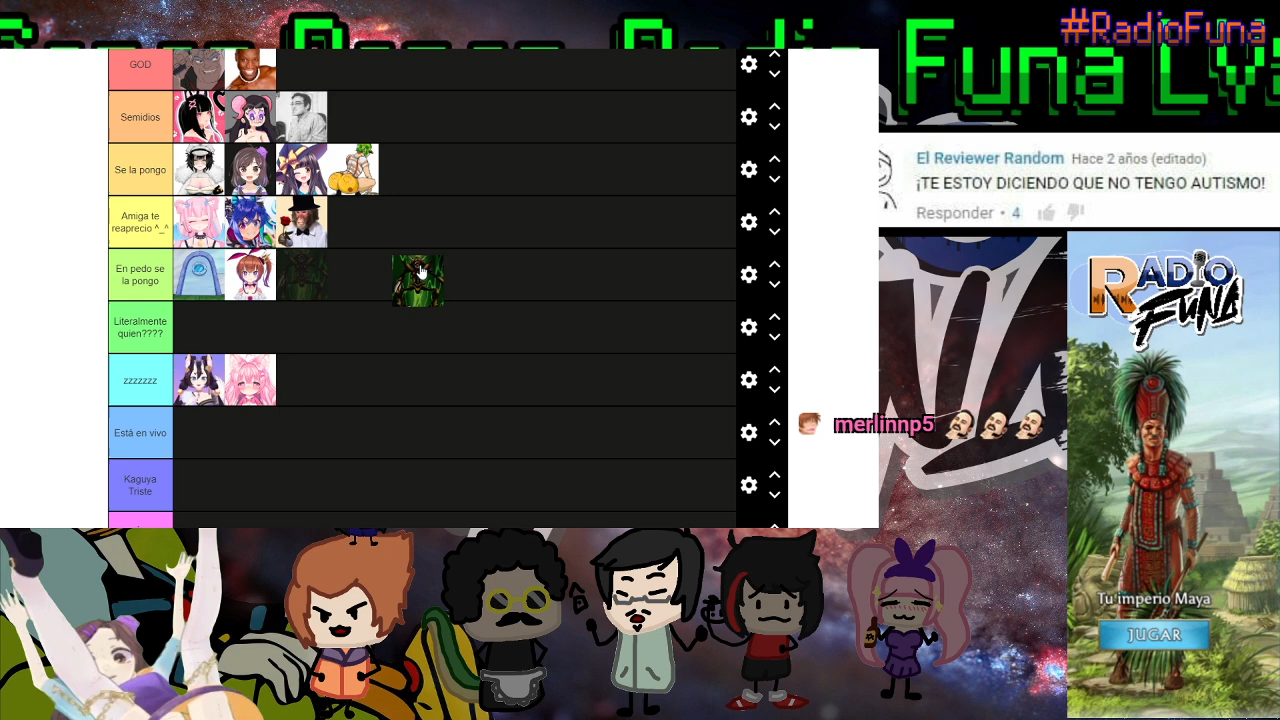 #RadioFuna
Funa Lv
GOD
Semidios
Se la pongo
Amiga te
reaprecio ^_^
En pedo se
la pongo
Literalmente
quien????
zzzzzzz
Está en vivo
Kaguya
Triste
El Reviewer Random Hace 2 años (editado)
¡TE ESTOY DICIENDO QUE NO TENGO AUTISMO!
Responder • 4
RADIO
FUNA
merlinnp5
Tu imperio Maya
JUGAR